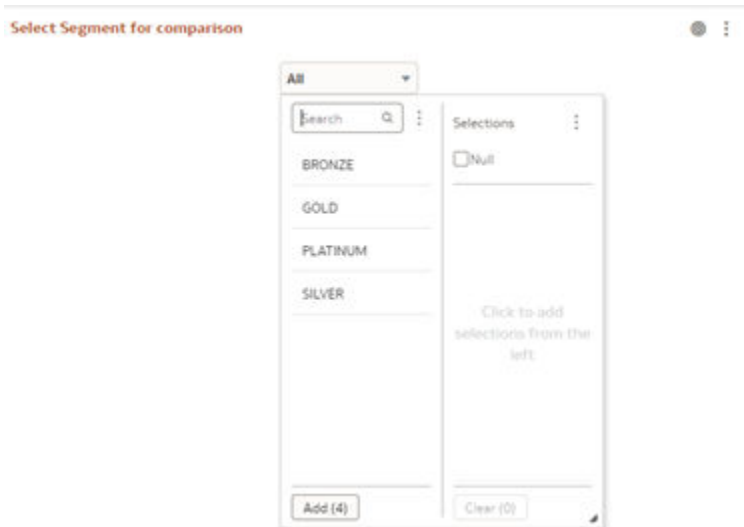 Select Segment for comparison
All
Search
Selections
Null
BRONZE
GOLD
PLATINUM
SILVER
Click to add
selections from the
left
Add (4)
Clear (0)